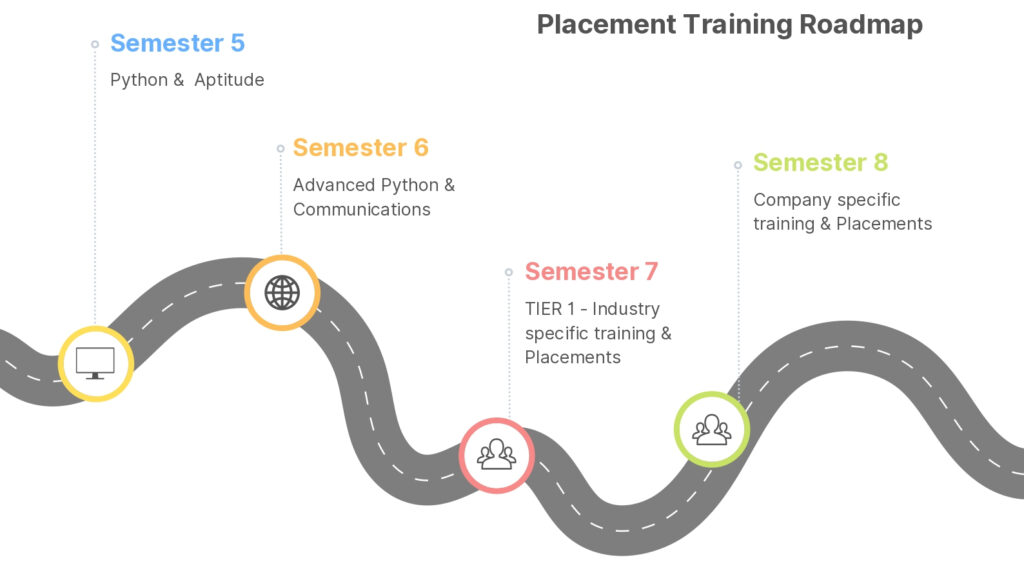 Placement Training Roadmap
Semester 5
Python & Aptitude
Semester 6
Advanced Python &
Communications
Semester 7
TIER 1 - Industry
specific training &
Placements
Semester 8
Company specific
training & Placements